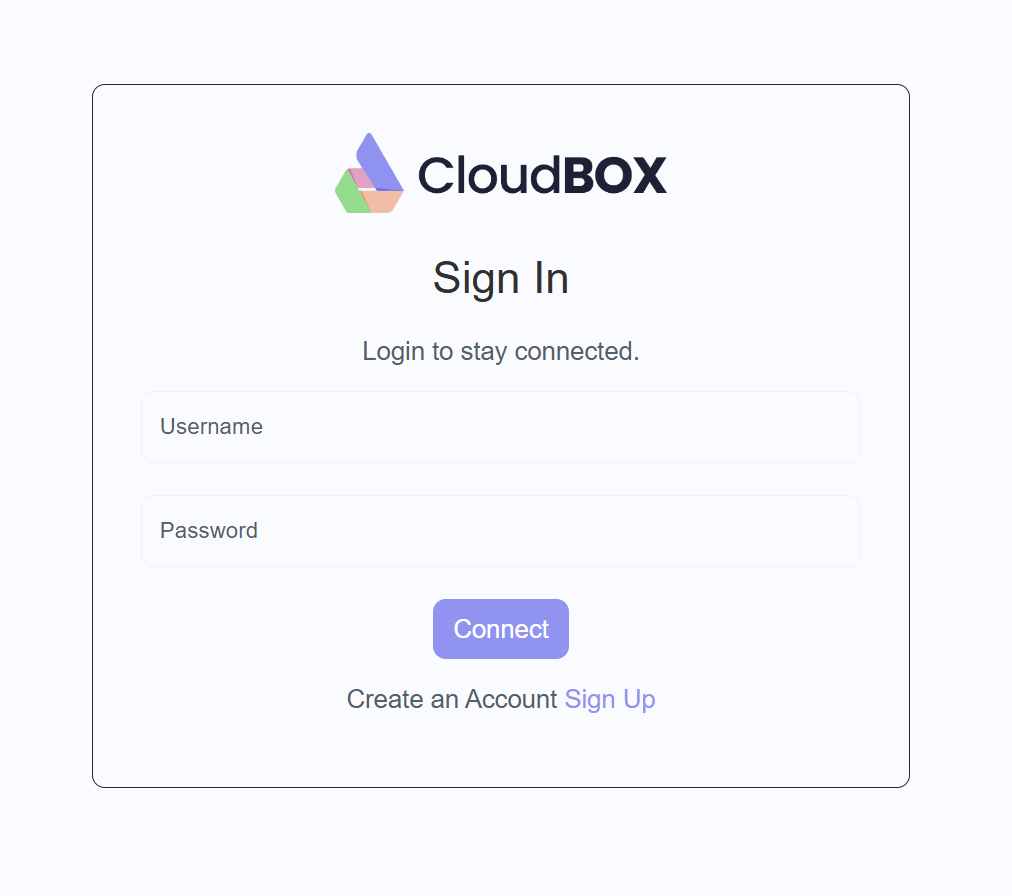 CloudBOX
Sign In
Login to stay connected.
Username
Password
Connect
Create an Account Sign Up